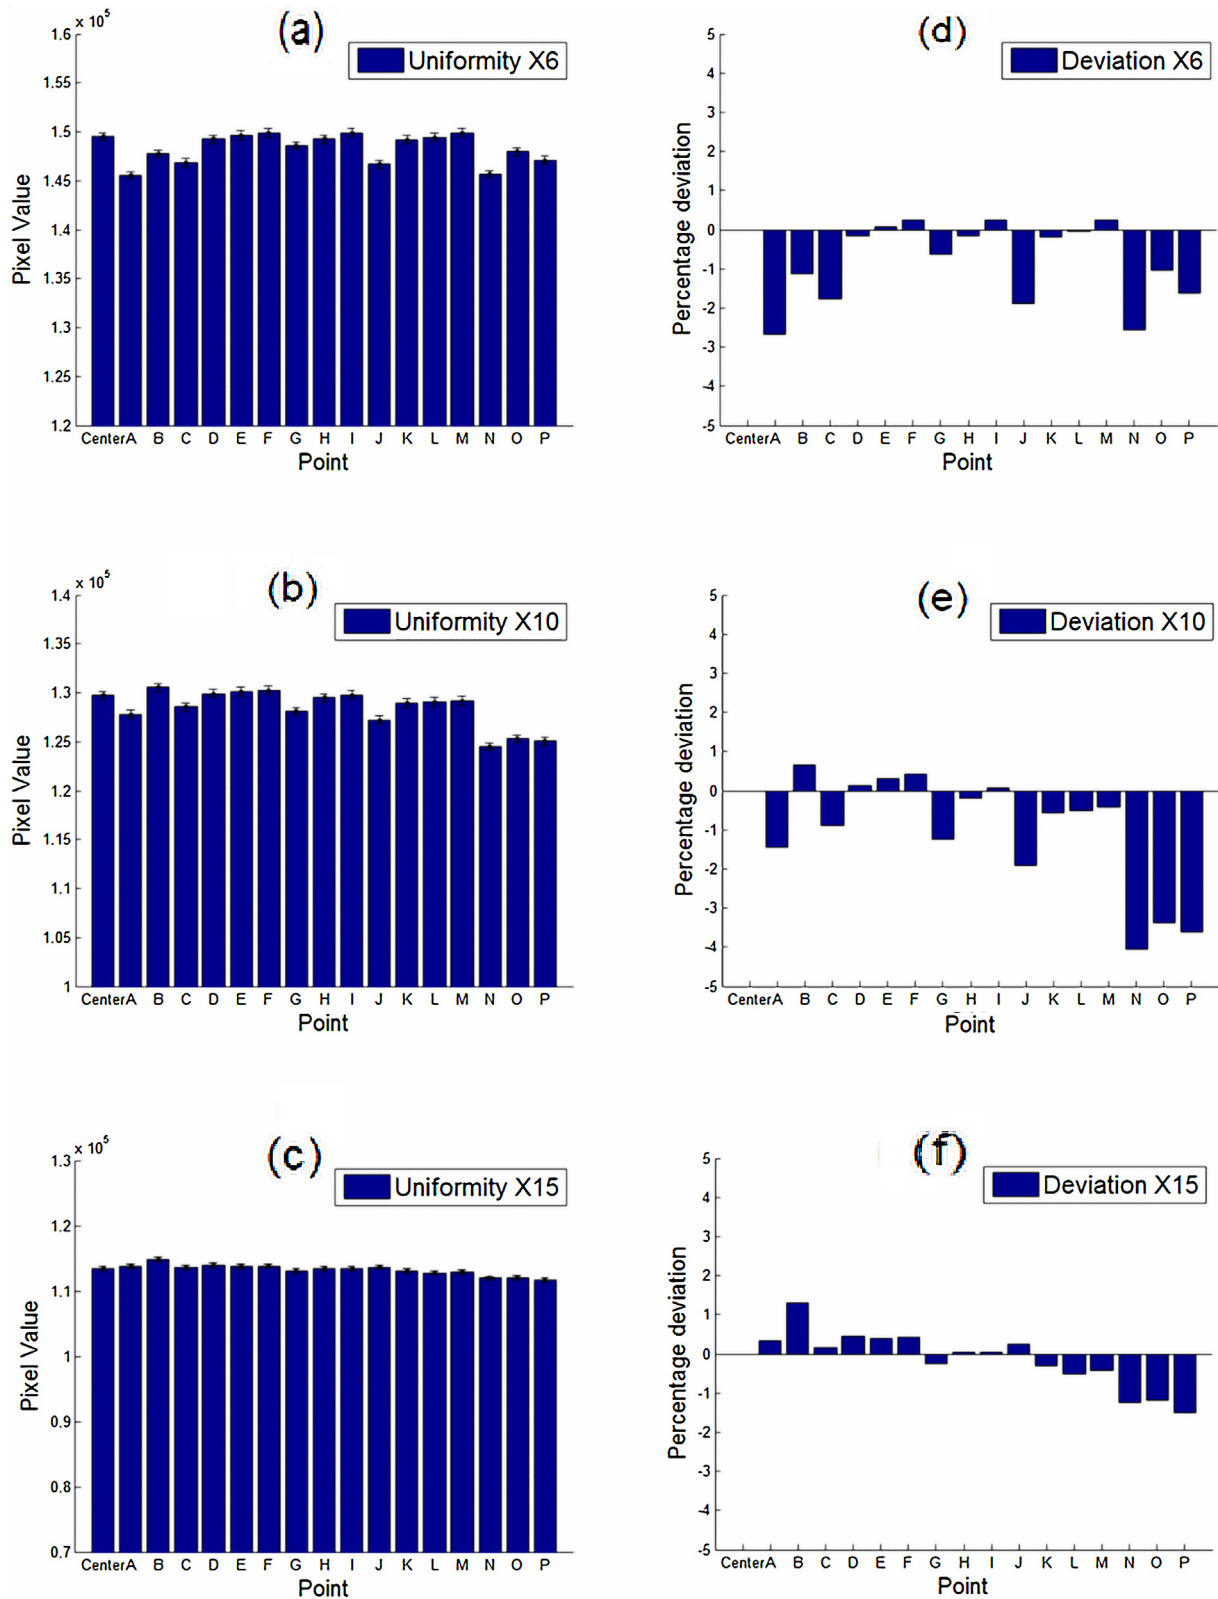 (a)
x 10^5
Uniformity X6
1.6
1.55
1.5
1.45
1.4
1.35
1.3
1.25
1.2
Pixel Value
Center A B C D E F G H I J K L M N O P
Point
(d)
Deviation X6
5
4
3
2
1
0
-1
-2
-3
-4
-5
Percentage deviation
Center A B C D E F G H I J K L M N O P
Point
(b)
x 10^5
Uniformity X10
1.4
1.35
1.3
1.25
1.2
1.15
1.1
1.05
1
Pixel Value
Center A B C D E F G H I J K L M N O P
Point
(e)
Deviation X10
5
4
3
2
1
0
-1
-2
-3
-4
-5
Percentage deviation
Center A B C D E F G H I J K L M N O P
Point
(c)
x 10^5
Uniformity X15
1.3
1.2
1.1
1
0.9
0.8
0.7
Pixel Value
Center A B C D E F G H I J K L M N O P
Point
(f)
Deviation X15
5
4
3
2
1
0
-1
-2
-3
-4
-5
Percentage deviation
Center A B C D E F G H I J K L M N O P
Point